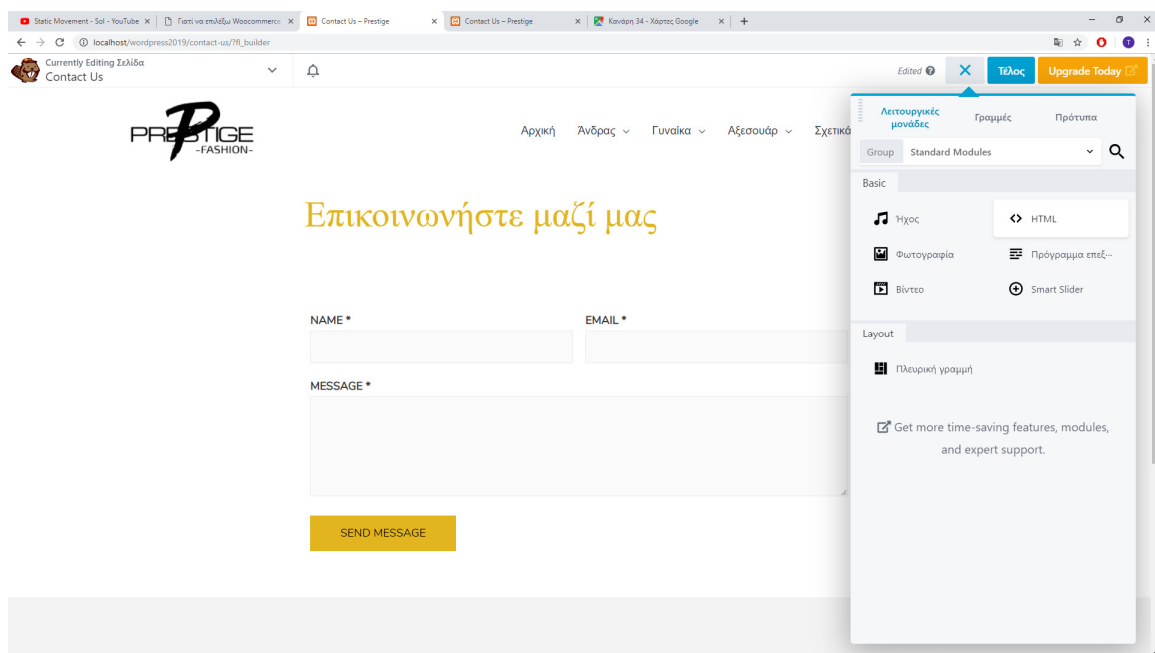 Static Movement - Sol - YouTube
Γιατί να επιλέξω Woocommerce
Contact Us – Prestige
Contact Us – Prestige
Κανάρη 34 - Χάρτες Google
localhost/wordpress2019/contact-us/?fl_builder
Currently Editing Σελίδα
Contact Us
Edited
Τέλος
Upgrade Today
PRESTIGE
-FASHION-
Αρχική
Άνδρας
Γυναίκα
Αξεσουάρ
Σχετικά
Λειτουργικές
μονάδες
Γραμμές
Πρότυπα
Group
Standard Modules
Basic
Ήχος
HTML
Φωτογραφία
Πρόγραμμα επεξ···
Βίντεο
Smart Slider
Layout
Πλευρική γραμμή
Get more time-saving features, modules,
and expert support.
Επικοινωνήστε μαζί μας
NAME *
EMAIL *
MESSAGE *
SEND MESSAGE